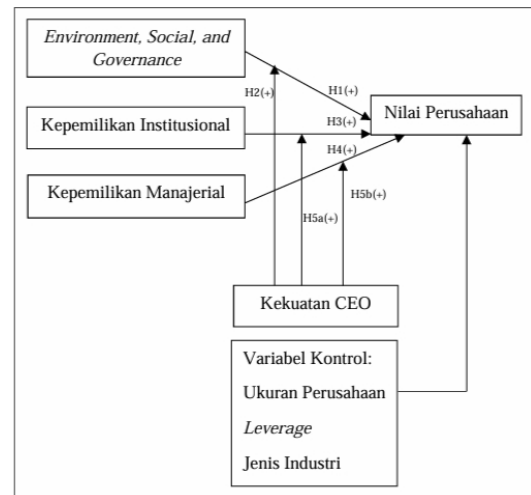 Environment, Social, and
Governance
H2(+)
H1(+)
Nilai Perusahaan
Kepemilikan Institusional
H3(+)
H4(+)
Kepemilikan Manajerial
H5b(+)
H5a(+)
Kekuatan CEO
Variabel Kontrol:
Ukuran Perusahaan
Leverage
Jenis Industri